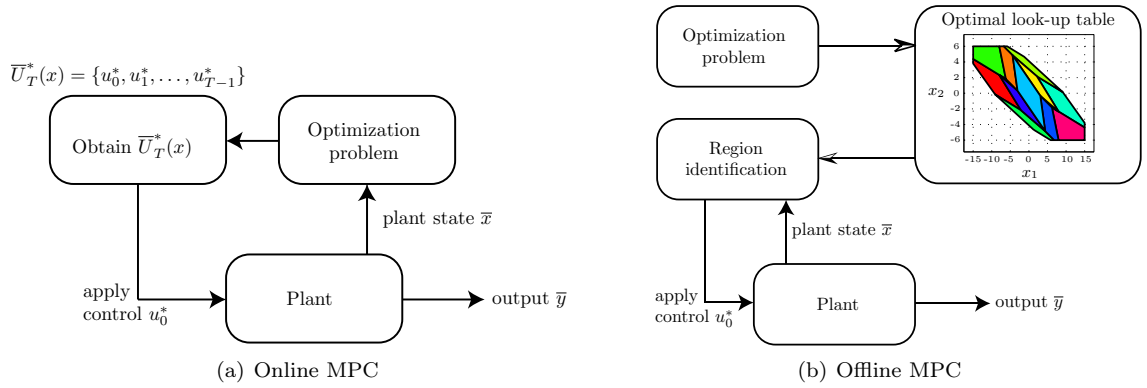 U̅*_T(x) = {u*_0, u*_1, . . . , u*_{T−1}}
Obtain U̅*_T(x)
Optimization
problem
plant state x̅
apply
control u*_0
Plant
output y̅
(a) Online MPC
Optimization
problem
Optimal look-up table
6
4
2
x_2
0
-2
-4
-6
-15 -10 -5 0 5 10 15
x_1
Region
identification
plant state x̅
apply
control u*_0
Plant
output y̅
(b) Offline MPC